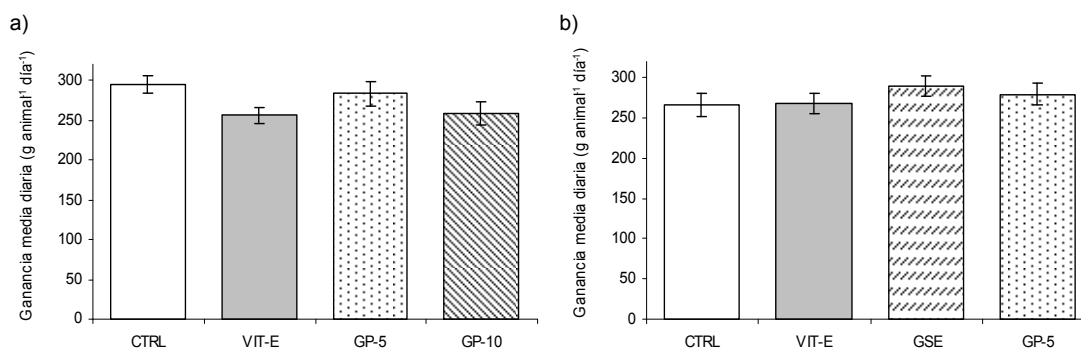 a)
Ganancia media diaria (g animal⁻¹ día⁻¹)
300
250
200
150
100
50
0
CTRL VIT-E GP-5 GP-10
b)
Ganancia media diaria (g animal⁻¹ día⁻¹)
300
250
200
150
100
50
0
CTRL VIT-E GSE GP-5